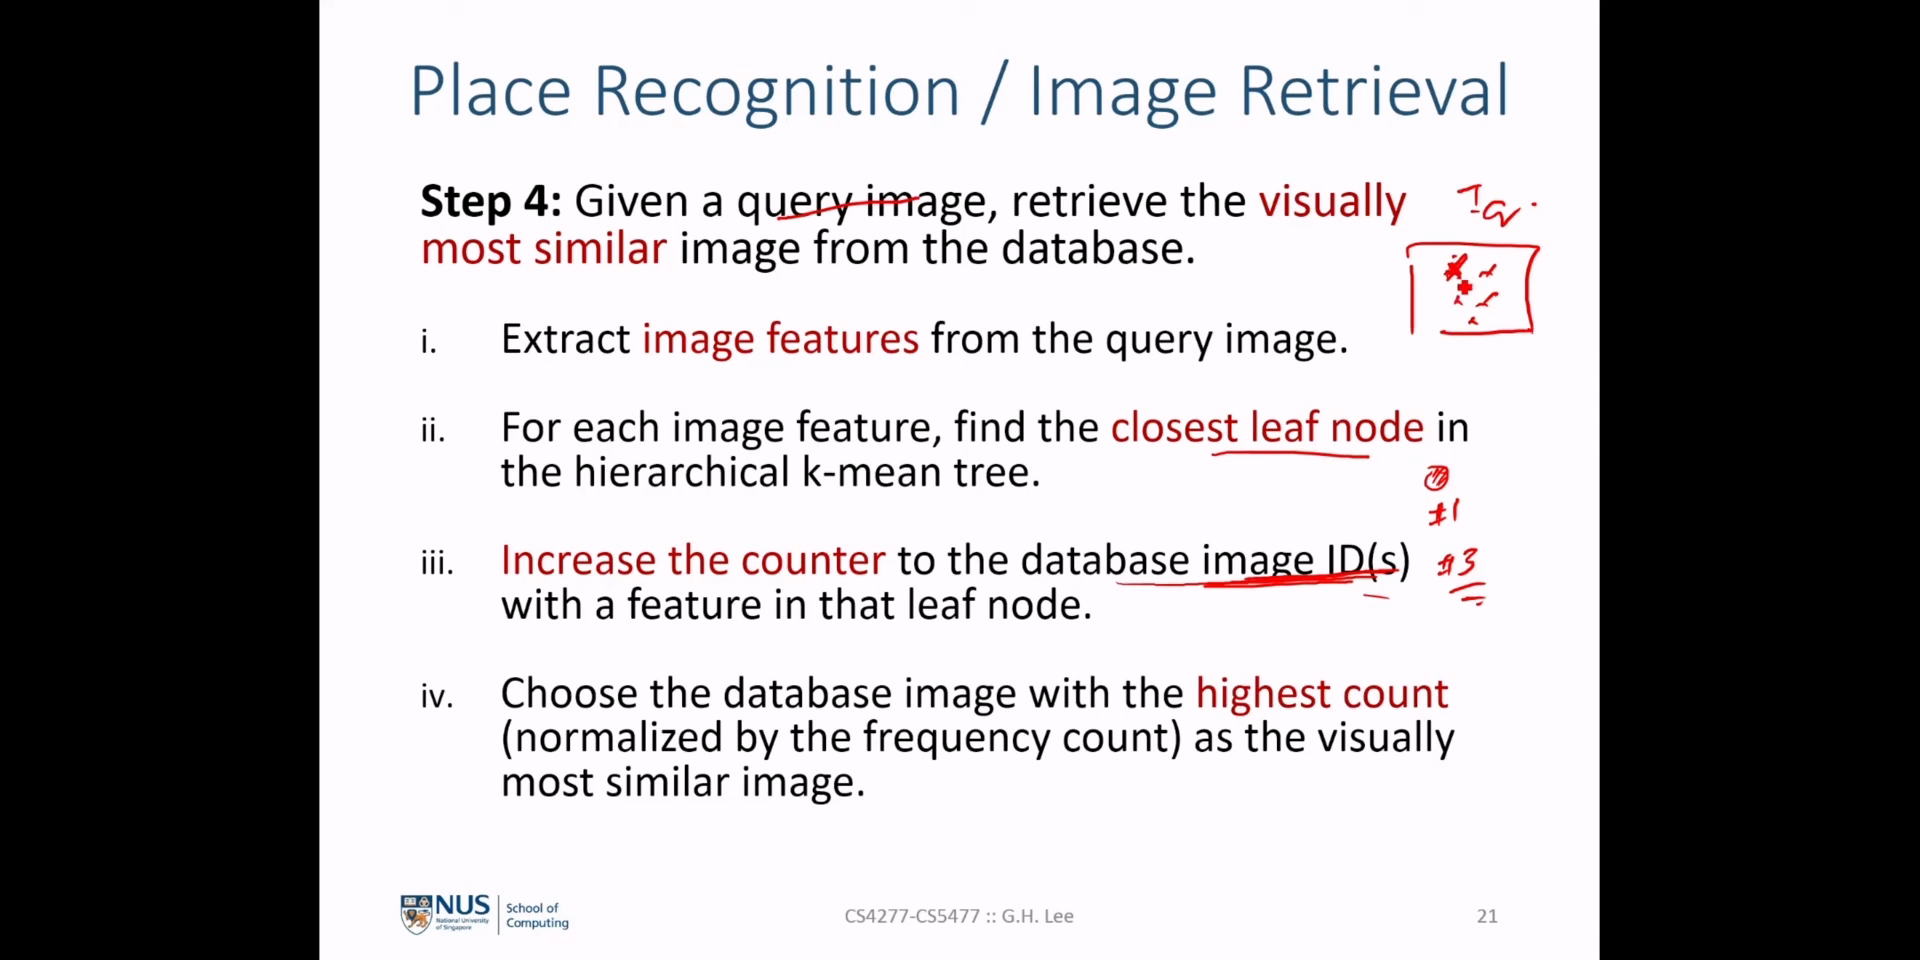 Place Recognition / Image Retrieval
Step 4: Given a query image, retrieve the visually
most similar image from the database.
I Q
i. Extract image features from the query image.
ii. For each image feature, find the closest leaf node in
the hierarchical k-mean tree.
#1
iii. Increase the counter to the database image ID(s)
#3
with a feature in that leaf node.
iv. Choose the database image with the highest count
(normalized by the frequency count) as the visually
most similar image.
NUS
National University
of Singapore
School of
Computing
CS4277-CS5477 :: G.H. Lee
21